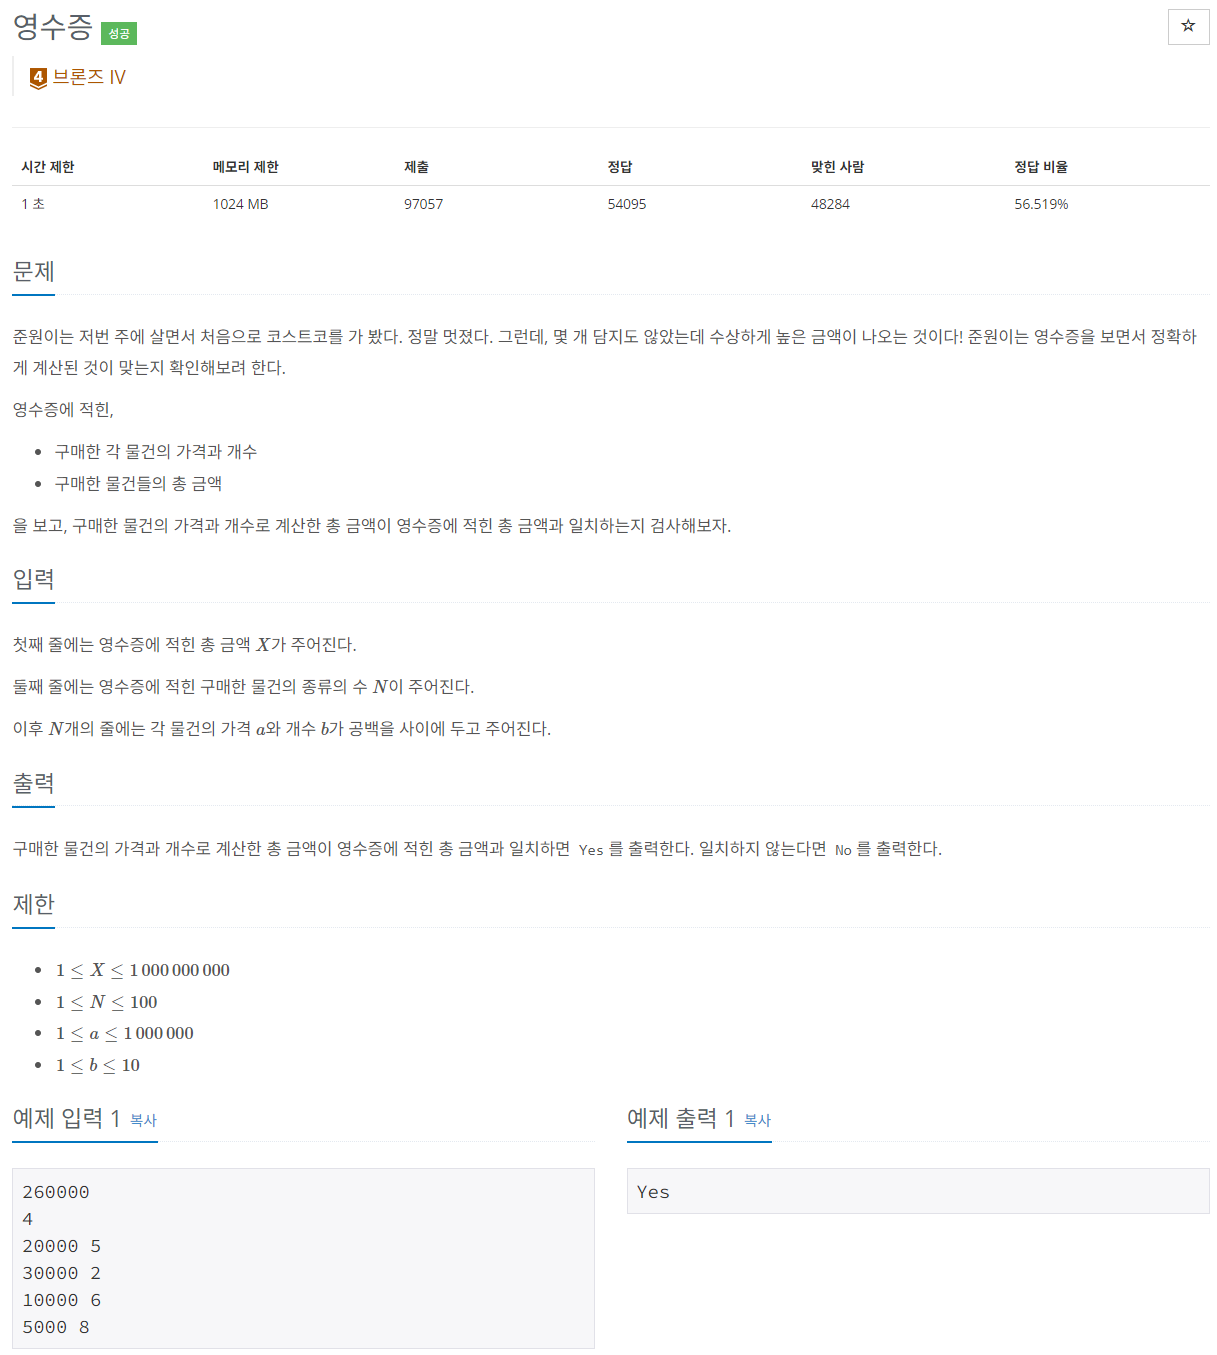 영수증 성공
☆
4 브론즈 IV
시간 제한 메모리 제한 제출 정답 맞힌 사람 정답 비율
1 초 1024 MB 97057 54095 48284 56.519%
문제
준원이는 저번 주에 살면서 처음으로 코스트코를 가 봤다. 정말 멋졌다. 그런데, 몇 개 담지도 않았는데 수상하게 높은 금액이 나오는 것이다! 준원이는 영수증을 보면서 정확하
게 계산된 것이 맞는지 확인해보려 한다.
영수증에 적힌,
• 구매한 각 물건의 가격과 개수
• 구매한 물건들의 총 금액
을 보고, 구매한 물건의 가격과 개수로 계산한 총 금액이 영수증에 적힌 총 금액과 일치하는지 검사해보자.
입력
첫째 줄에는 영수증에 적힌 총 금액 X가 주어진다.
둘째 줄에는 영수증에 적힌 구매한 물건의 종류의 수 N이 주어진다.
이후 N개의 줄에는 각 물건의 가격 a와 개수 b가 공백을 사이에 두고 주어진다.
출력
구매한 물건의 가격과 개수로 계산한 총 금액이 영수증에 적힌 총 금액과 일치하면 Yes 를 출력한다. 일치하지 않는다면 No 를 출력한다.
제한
• 1 ≤ X ≤ 1 000 000 000
• 1 ≤ N ≤ 100
• 1 ≤ a ≤ 1 000 000
• 1 ≤ b ≤ 10
예제 입력 1 복사
260000
4
20000 5
30000 2
10000 6
5000 8
예제 출력 1 복사
Yes